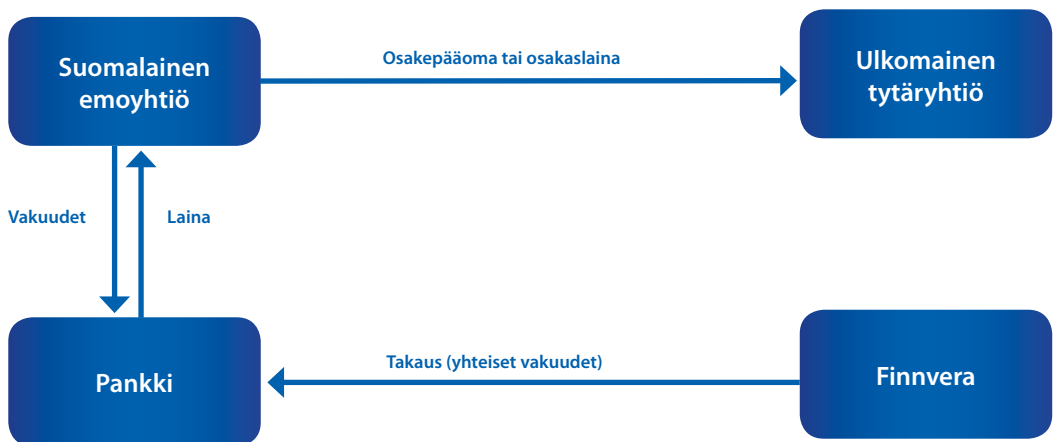 Suomalainen
emoyhtiö
Osakepääoma tai osakaslaina
Ulkomainen
tytäryhtiö
Vakuudet
Laina
Pankki
Takaus (yhteiset vakuudet)
Finnvera